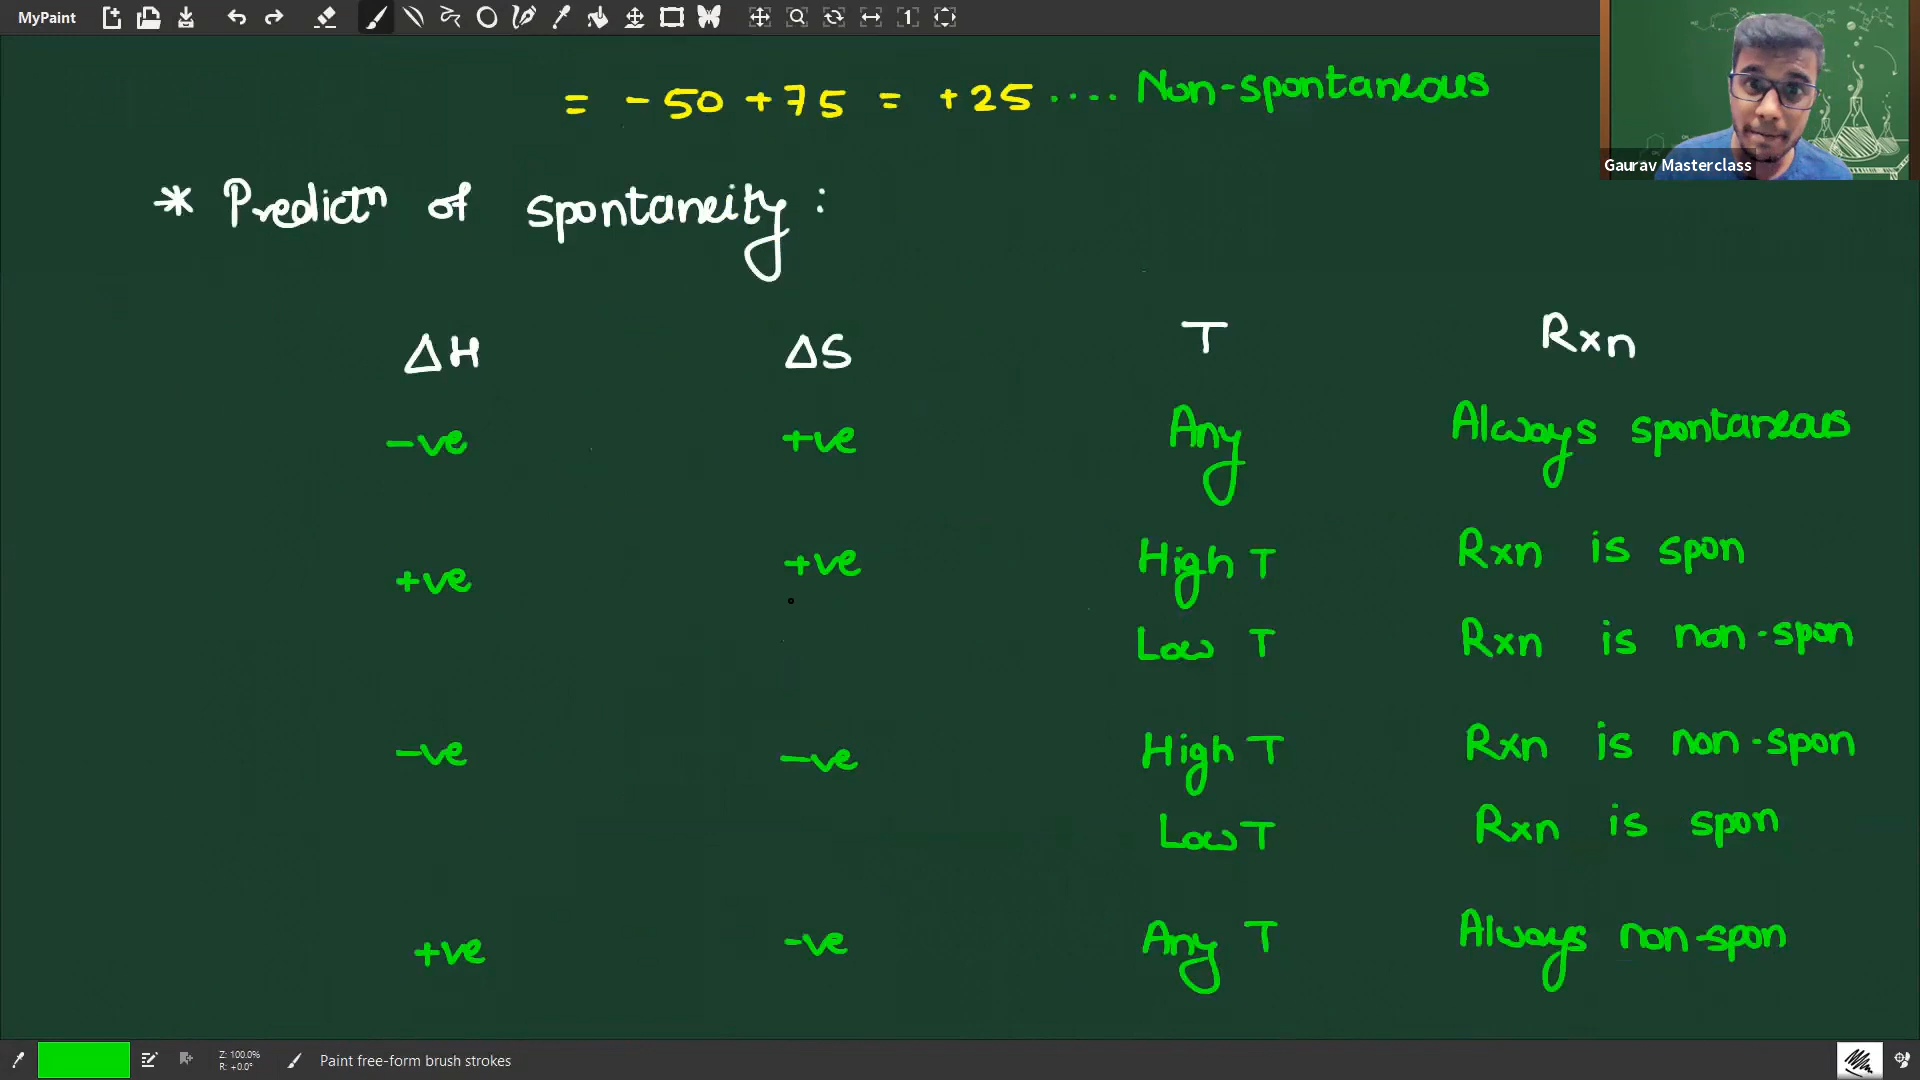 MyPaint
= - 50 + 75 = + 25 .... Non-spontaneous
Gaurav Masterclass
* Predictⁿ of spontaneity :
ΔH ΔS T Rxn
-ve +ve Any Always spontaneous
+ve +ve High T Rxn is spon
Low T Rxn is non-spon
-ve -ve High T Rxn is non-spon
Low T Rxn is spon
+ve -ve Any T Always non-spon
Z: 100.0%
R: +0.0°
Paint free-form brush strokes